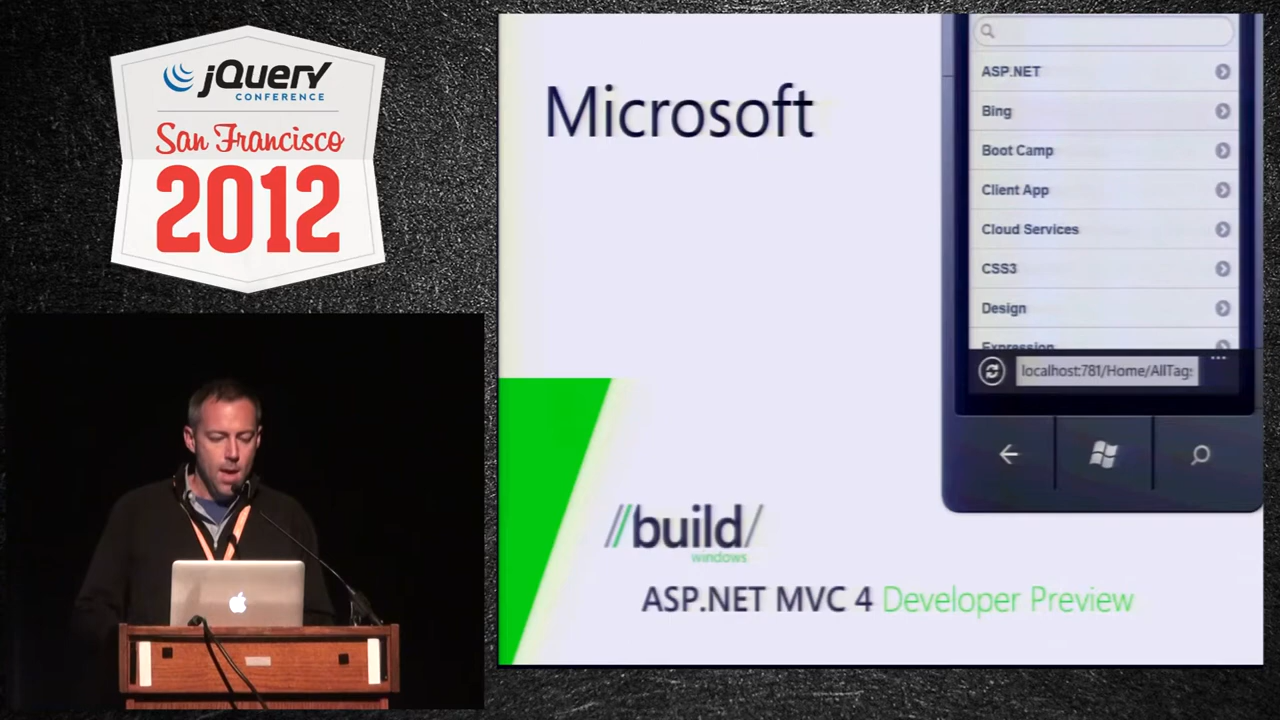 jQuery
CONFERENCE
San Francisco
2012
Microsoft
ASP.NET
Bing
Boot Camp
Client App
Cloud Services
CSS3
Design
Expression
localhost:781/Home/AllTags
//build/
windows
ASP.NET MVC 4 Developer Preview